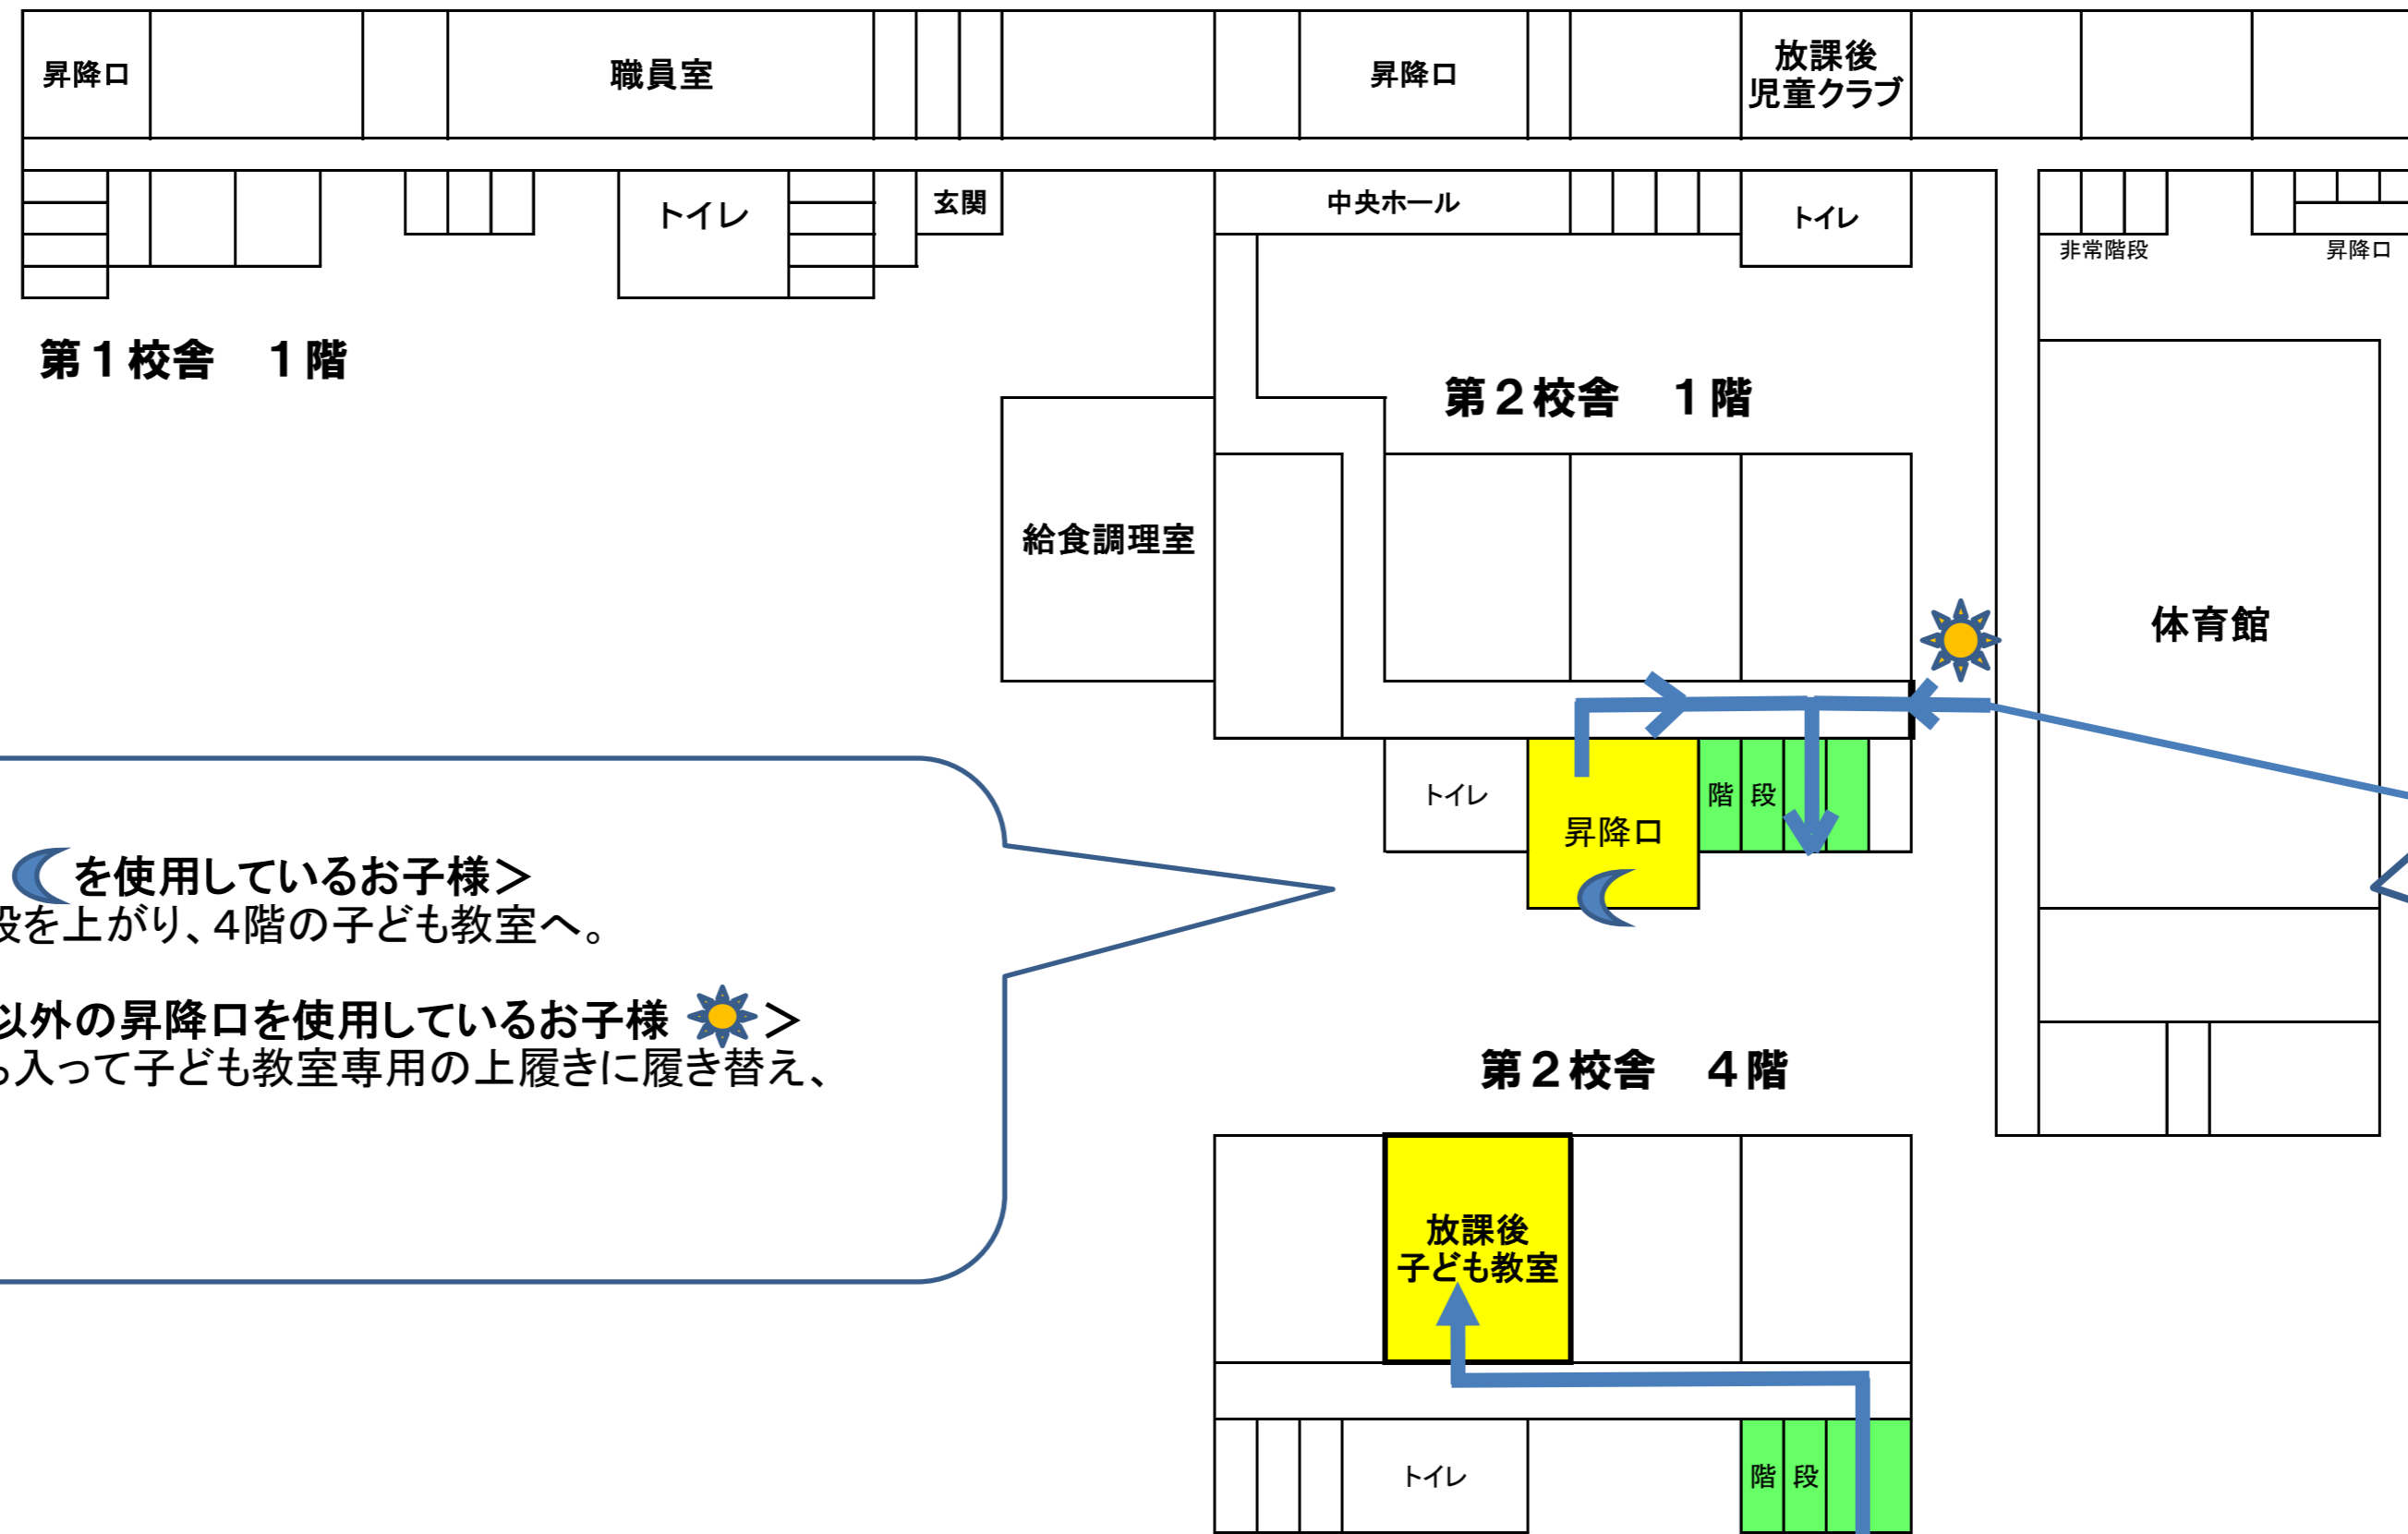 昇降口
職員室
昇降口
放課後
児童クラブ
トイレ
玄関
中央ホール
トイレ
非常階段
昇降口
第１校舎　１階
第２校舎　１階
給食調理室
体育館
トイレ
昇降口
階段
を使用しているお子様＞
段を上がり、4階の子ども教室へ。
以外の昇降口を使用しているお子様
＞
ら入って子ども教室専用の上履きに履き替え、
第２校舎　４階
放課後
子ども教室
トイレ
階段